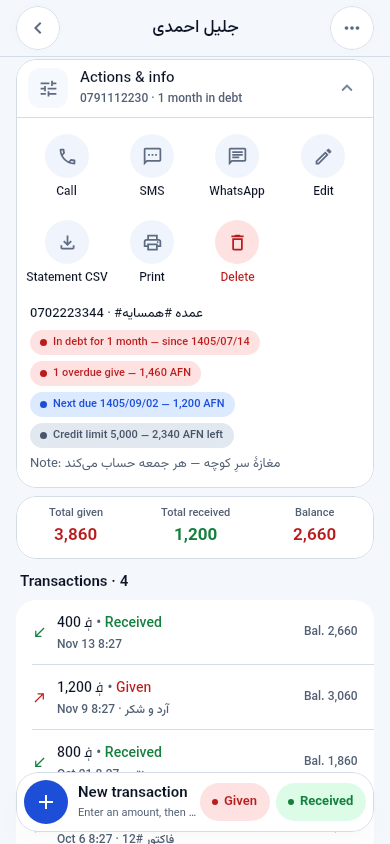 جلیل احمدی
Actions & info
0791112230 · 1 month in debt
Call
SMS
WhatsApp
Edit
Statement CSV
Print
Delete
0702223344 · #عمده #همسایه
In debt for 1 month — since 1405/07/14
1 overdue give — 1,460 AFN
Next due 1405/09/02 — 1,200 AFN
Credit limit 5,000 — 2,340 AFN left
Note: مغازهٔ سرِ کوچه — هر جمعه حساب می‌کند
Total given
Total received
Balance
3,860
1,200
2,660
Transactions · 4
400 ؋ • Received
Bal. 2,660
Nov 13 8:27
1,200 ؋ • Given
Bal. 3,060
Nov 9 8:27 · آرد و شکر
800 ؋ • Received
Bal. 1,860
New transaction
Enter an amount, then ...
Given
Received
Oct 6 8:27 · فاکتور #12